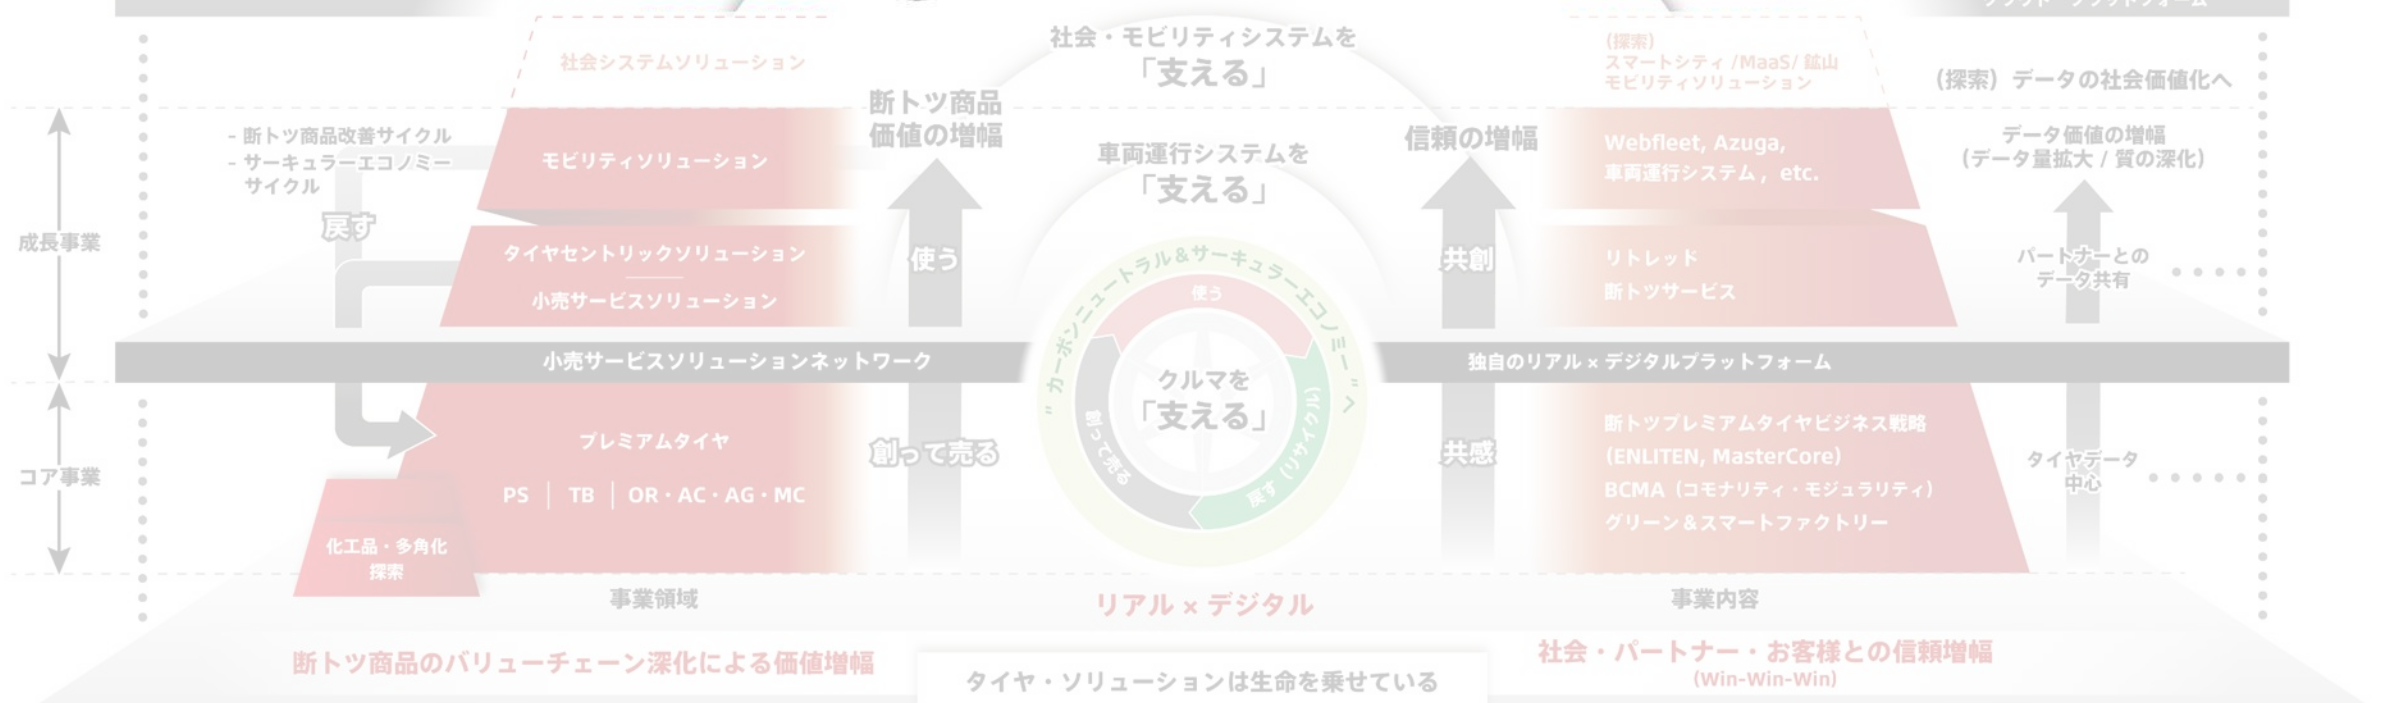 社会システムソリューション
- 断トツ商品改善サイクル
- サーキュラーエコノミー
サイクル
戻す
モビリティソリューション
タイヤセントリックソリューション
小売サービスソリューション
成長事業
小売サービスソリューションネットワーク
コア事業
プレミアムタイヤ
PS | TB | OR・AC・AG・MC
化工品・多角化
探索
事業領域
断トツ商品のバリューチェーン深化による価値増幅
断トツ商品
価値の増幅
使う
創って売る
社会・モビリティシステムを
「支える」
車両運行システムを
「支える」
"カーボンニュートラル&サーキュラーエコノミー"へ
使う
創って売る
戻す (リサイクル)
クルマを
「支える」
リアル × デジタル
タイヤ・ソリューションは生命を乗せている
信頼の増幅
共創
共感
(探索)
スマートシティ /MaaS/ 鉱山
モビリティソリューション
Webfleet, Azuga,
車両運行システム , etc.
リトレッド
断トツサービス
独自のリアル × デジタルプラットフォーム
断トツプレミアムタイヤビジネス戦略
(ENLITEN, MasterCore)
BCMA (コモナリティ・モジュラリティ)
グリーン&スマートファクトリー
事業内容
社会・パートナー・お客様との信頼増幅
(Win-Win-Win)
(探索) データの社会価値化へ
データ価値の増幅
(データ量拡大 / 質の深化)
パートナーとの
データ共有
タイヤデータ
中心